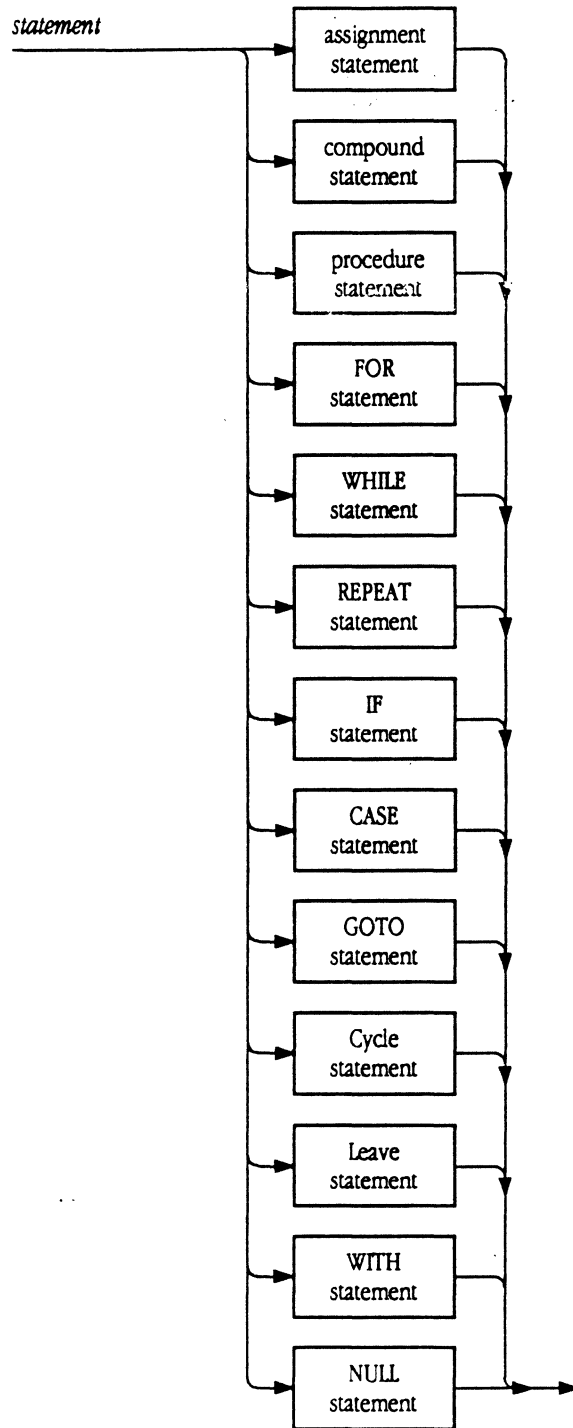 statement
assignment
statement
compound
statement
procedure
statement
FOR
statement
WHILE
statement
REPEAT
statement
IF
statement
CASE
statement
GOTO
statement
Cycle
statement
Leave
statement
WITH
statement
NULL
statement